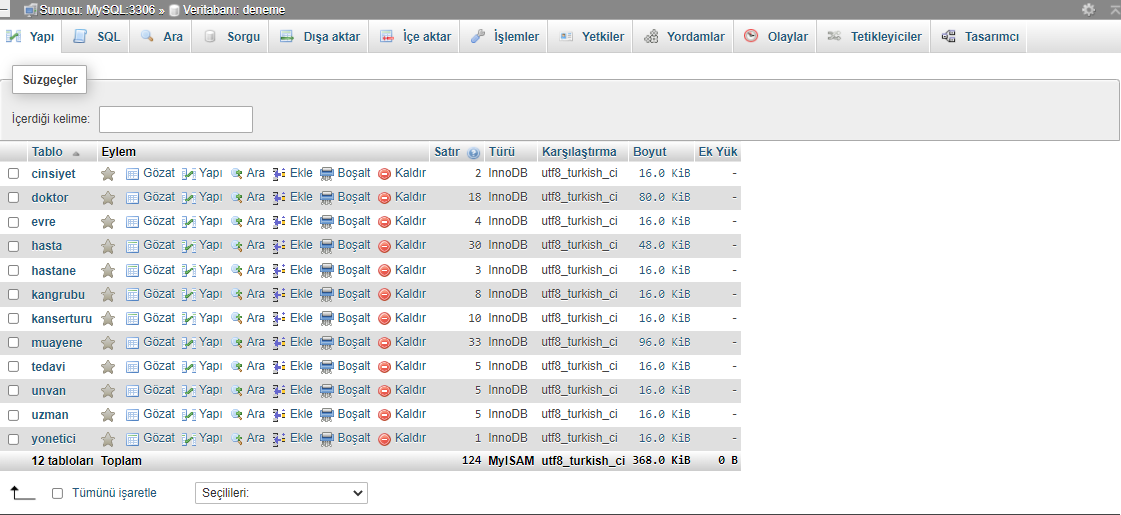 Sunucu: MySQL:3306 » Veritabanı: deneme
Yapı SQL Ara Sorgu Dışa aktar İçe aktar İşlemler Yetkiler Yordamlar Olaylar Tetikleyiciler Tasarımcı
Süzgeçler
İçerdiği kelime:
Tablo Eylem Satır Türü Karşılaştırma Boyut Ek Yük
cinsiyet Gözat Yapı Ara Ekle Boşalt Kaldır 2 InnoDB utf8_turkish_ci 16.0 KiB -
doktor Gözat Yapı Ara Ekle Boşalt Kaldır 18 InnoDB utf8_turkish_ci 80.0 KiB -
evre Gözat Yapı Ara Ekle Boşalt Kaldır 4 InnoDB utf8_turkish_ci 16.0 KiB -
hasta Gözat Yapı Ara Ekle Boşalt Kaldır 30 InnoDB utf8_turkish_ci 48.0 KiB -
hastane Gözat Yapı Ara Ekle Boşalt Kaldır 3 InnoDB utf8_turkish_ci 16.0 KiB -
kangrubu Gözat Yapı Ara Ekle Boşalt Kaldır 8 InnoDB utf8_turkish_ci 16.0 KiB -
kanserturu Gözat Yapı Ara Ekle Boşalt Kaldır 10 InnoDB utf8_turkish_ci 16.0 KiB -
muayene Gözat Yapı Ara Ekle Boşalt Kaldır 33 InnoDB utf8_turkish_ci 96.0 KiB -
tedavi Gözat Yapı Ara Ekle Boşalt Kaldır 5 InnoDB utf8_turkish_ci 16.0 KiB -
unvan Gözat Yapı Ara Ekle Boşalt Kaldır 5 InnoDB utf8_turkish_ci 16.0 KiB -
uzman Gözat Yapı Ara Ekle Boşalt Kaldır 5 InnoDB utf8_turkish_ci 16.0 KiB -
yonetici Gözat Yapı Ara Ekle Boşalt Kaldır 1 InnoDB utf8_turkish_ci 16.0 KiB -
12 tabloları Toplam 124 MyISAM utf8_turkish_ci 368.0 KiB 0 B
Tümünü işaretle Seçilileri: